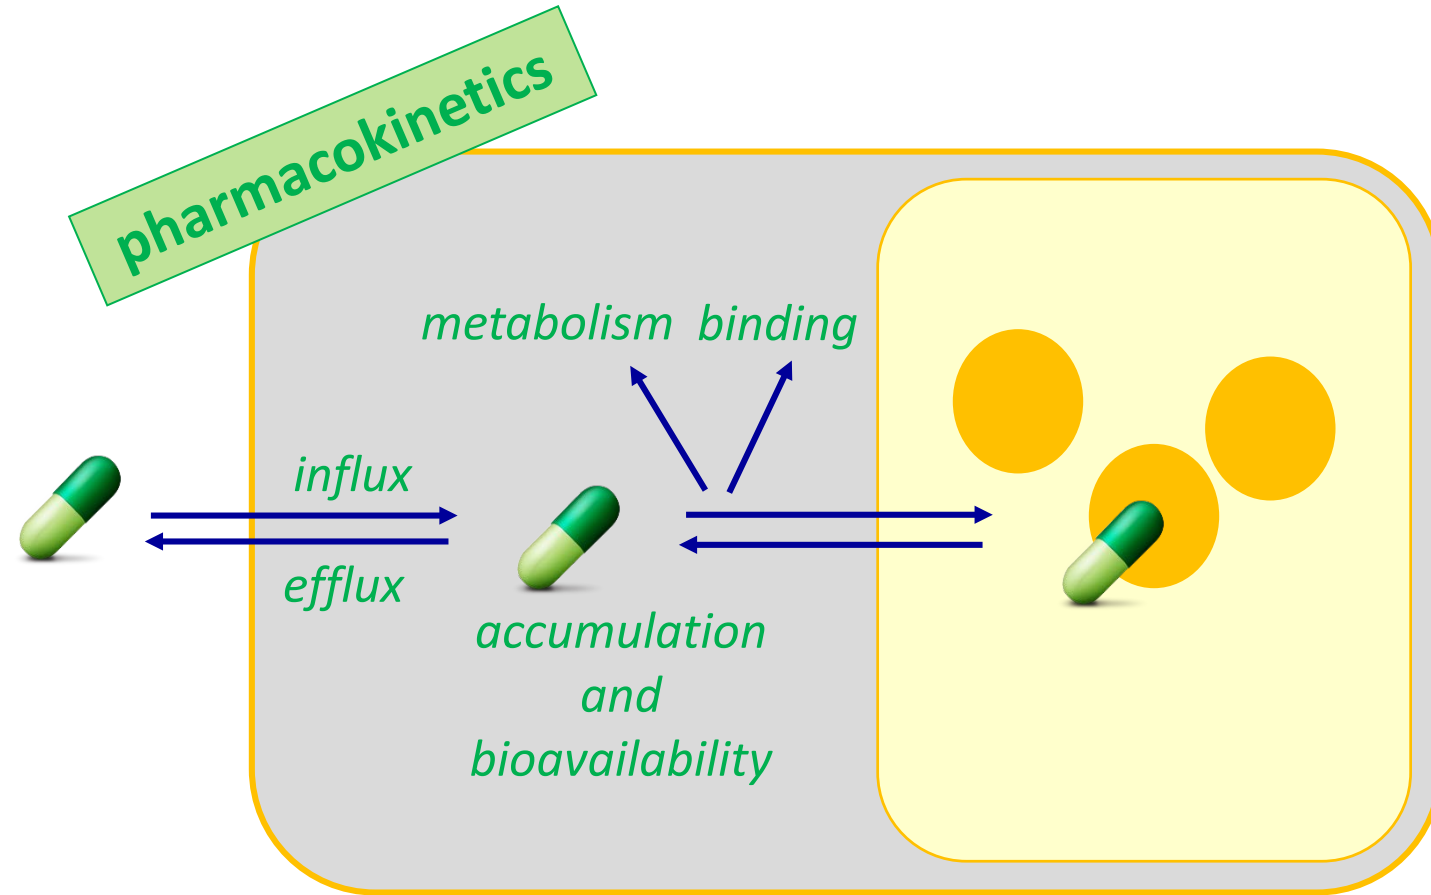 pharmacokinetics
metabolism binding
influx
efflux
accumulation
and
bioavailability